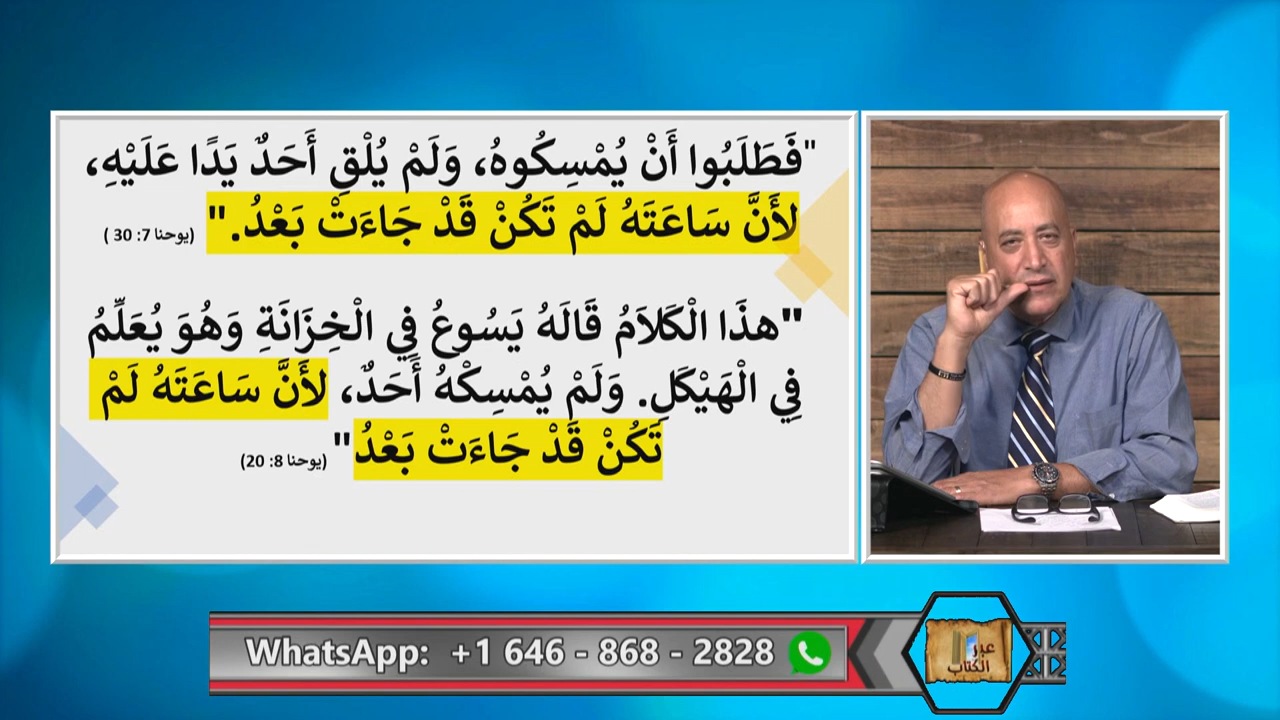 "فَطَلَبُوا أَنْ يُمْسِكُوهُ، وَلَمْ يُلْقِ أَحَدٌ يَدًا عَلَيْهِ،
لأَنَّ سَاعَتَهُ لَمْ تَكُنْ قَدْ جَاءَتْ بَعْدُ." (يوحنا 7: 30 )
"هذَا الْكَلاَمُ قَالَهُ يَسُوعُ فِي الْخِزَانَةِ وَهُوَ يُعَلِّمُ
فِي الْهَيْكَلِ. وَلَمْ يُمْسِكْهُ أَحَدٌ، لأَنَّ سَاعَتَهُ لَمْ
تَكُنْ قَدْ جَاءَتْ بَعْدُ" (يوحنا 8: 20)
WhatsApp: +1 646 - 868 - 2828
عبر
الكتاب